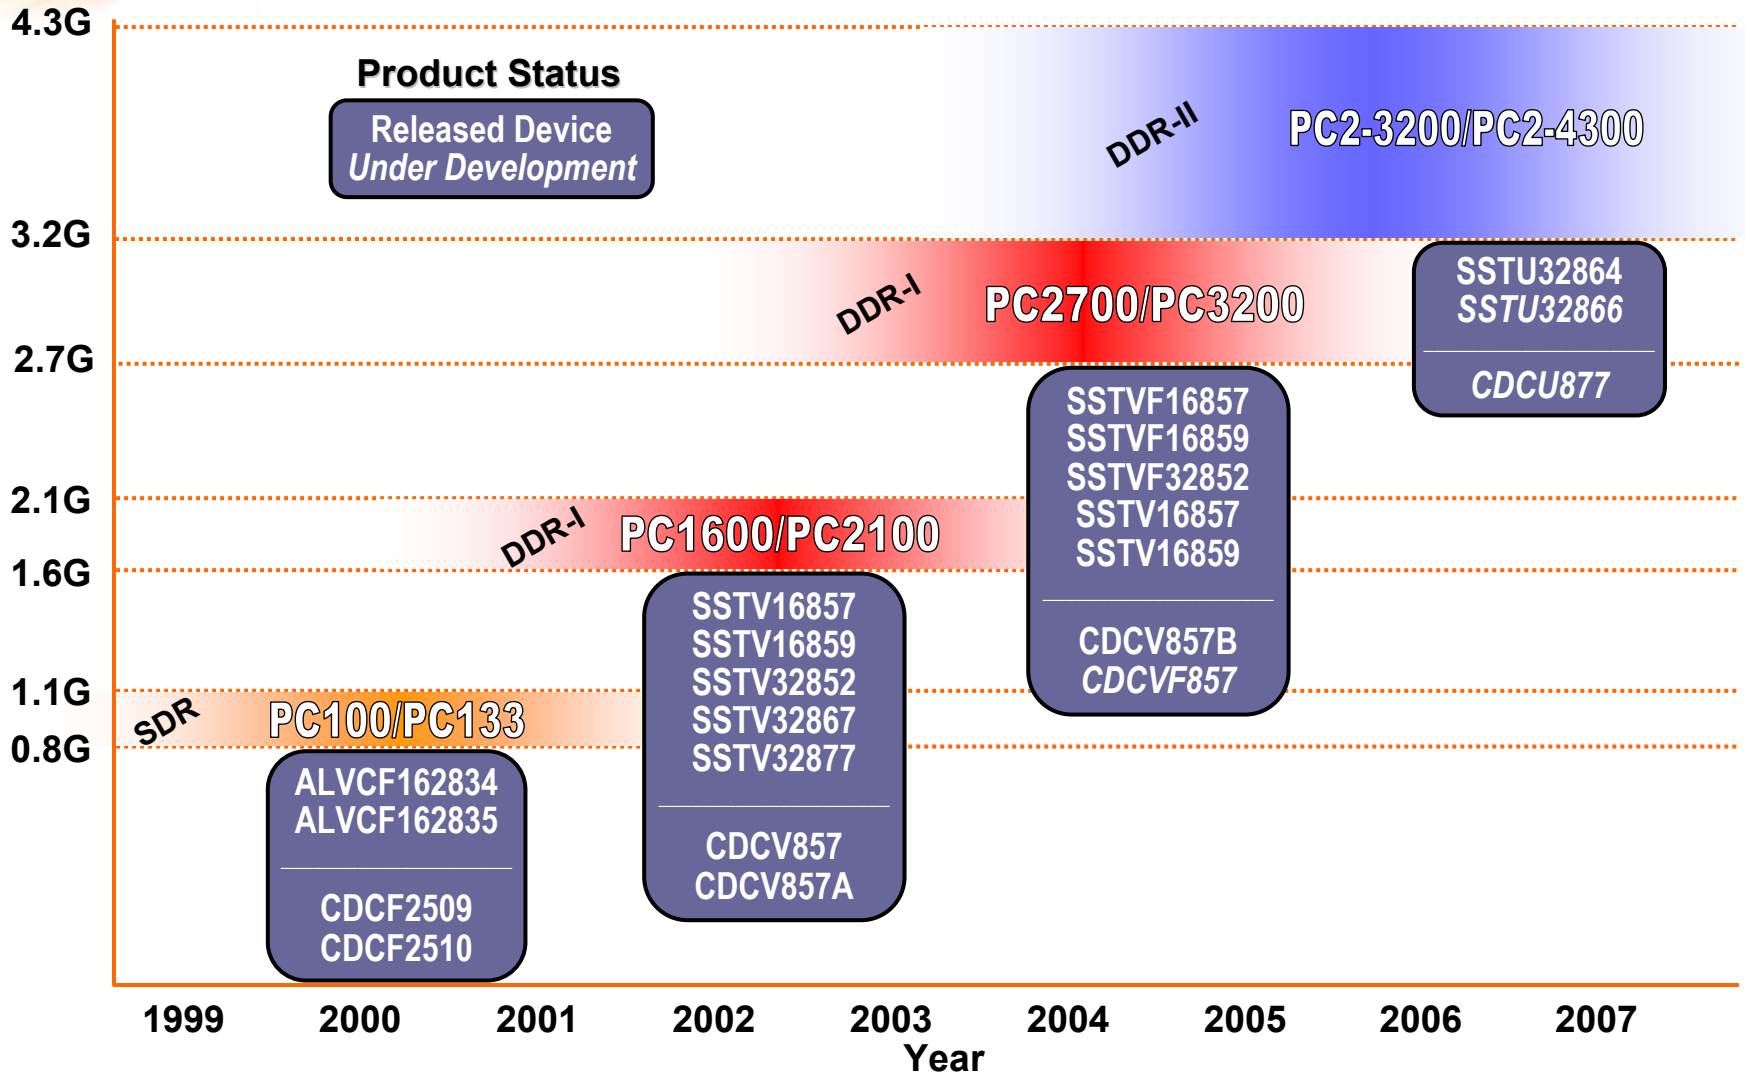 4.3G
Product Status
Released Device
Under Development
DDR-II
PC2-3200/PC2-4300
3.2G
DDR-I
PC2700/PC3200
SSTU32864
SSTU32866
CDCU877
2.7G
SSTVF16857
SSTVF16859
SSTVF32852
SSTV16857
SSTV16859
CDCV857B
CDCVF857
2.1G
DDR-I
PC1600/PC2100
1.6G
SSTV16857
SSTV16859
SSTV32852
SSTV32867
SSTV32877
CDCV857
CDCV857A
1.1G
SDR
PC100/PC133
0.8G
ALVCF162834
ALVCF162835
CDCF2509
CDCF2510
1999 2000 2001 2002 2003 2004 2005 2006 2007
Year